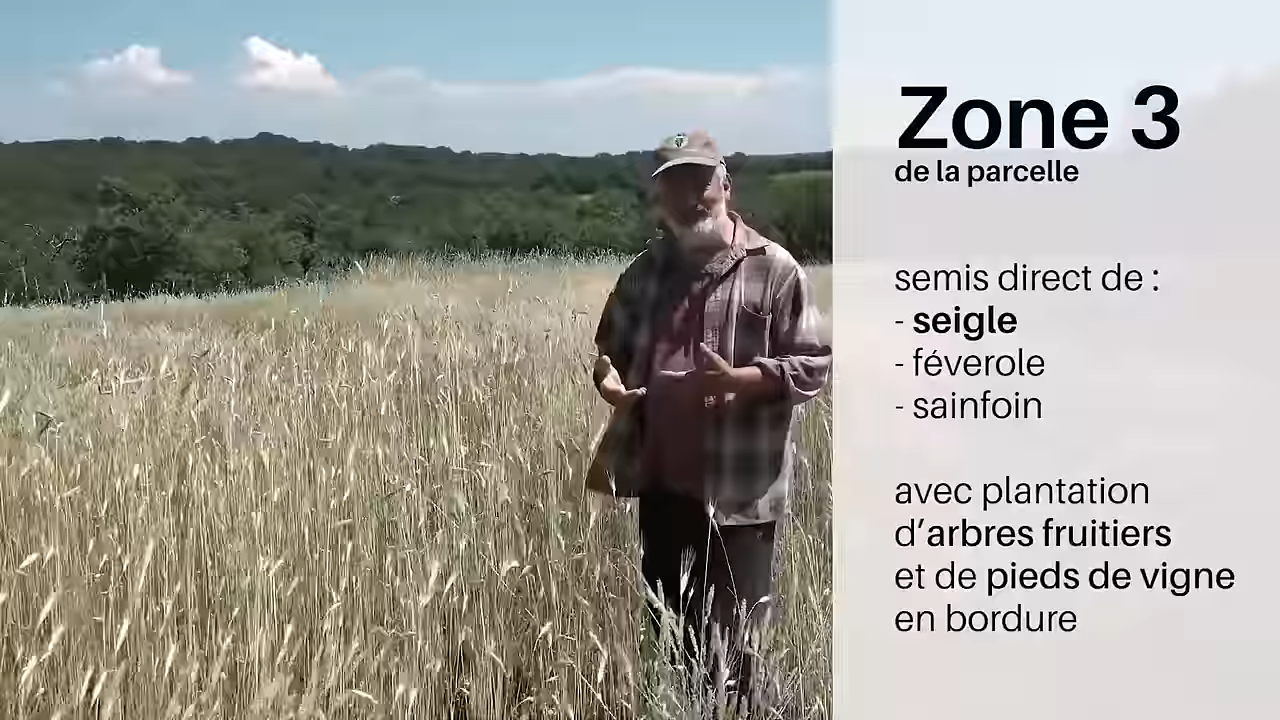 Zone 3
de la parcelle
semis direct de :
- seigle
- féverole
- sainfoin
avec plantation
d’arbres fruitiers
et de pieds de vigne
en bordure